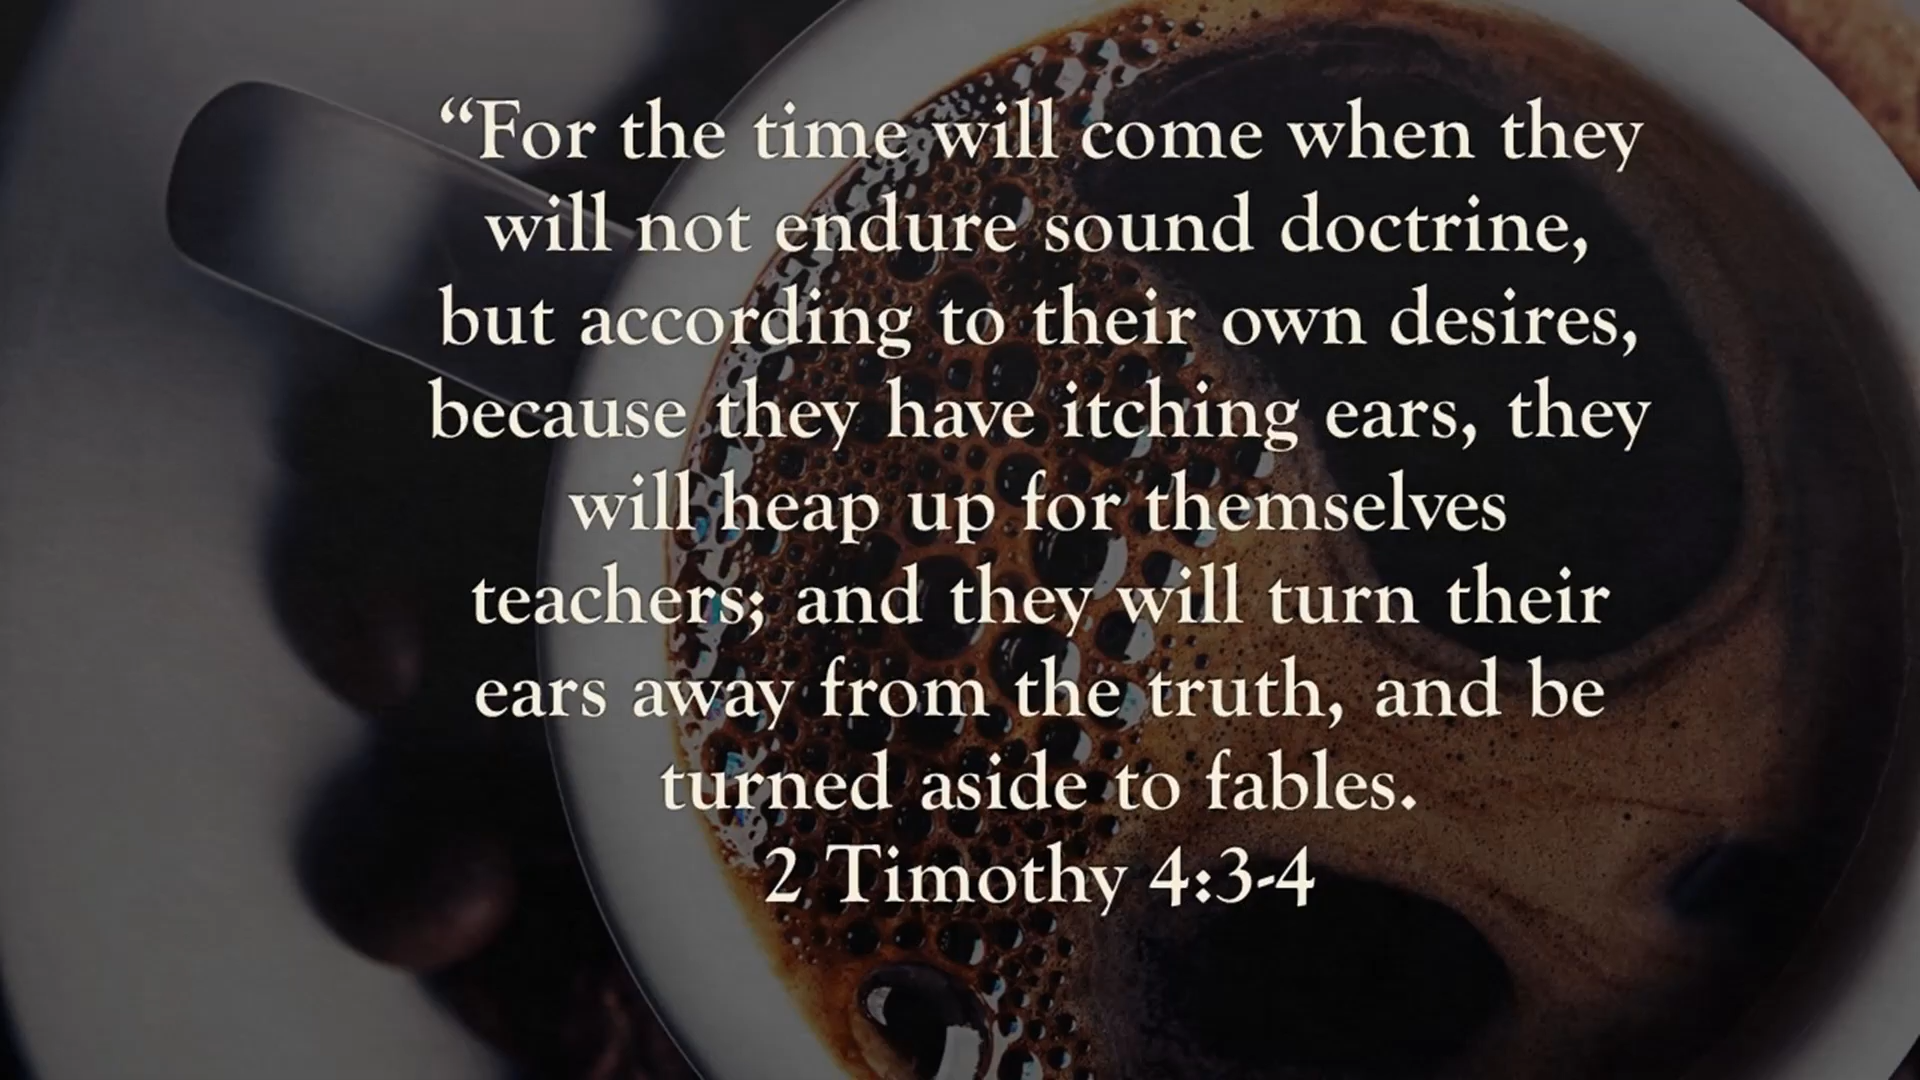 “For the time will come when they
will not endure sound doctrine,
but according to their own desires,
because they have itching ears, they
will heap up for themselves
teachers; and they will turn their
ears away from the truth, and be
turned aside to fables.
2 Timothy 4:3-4